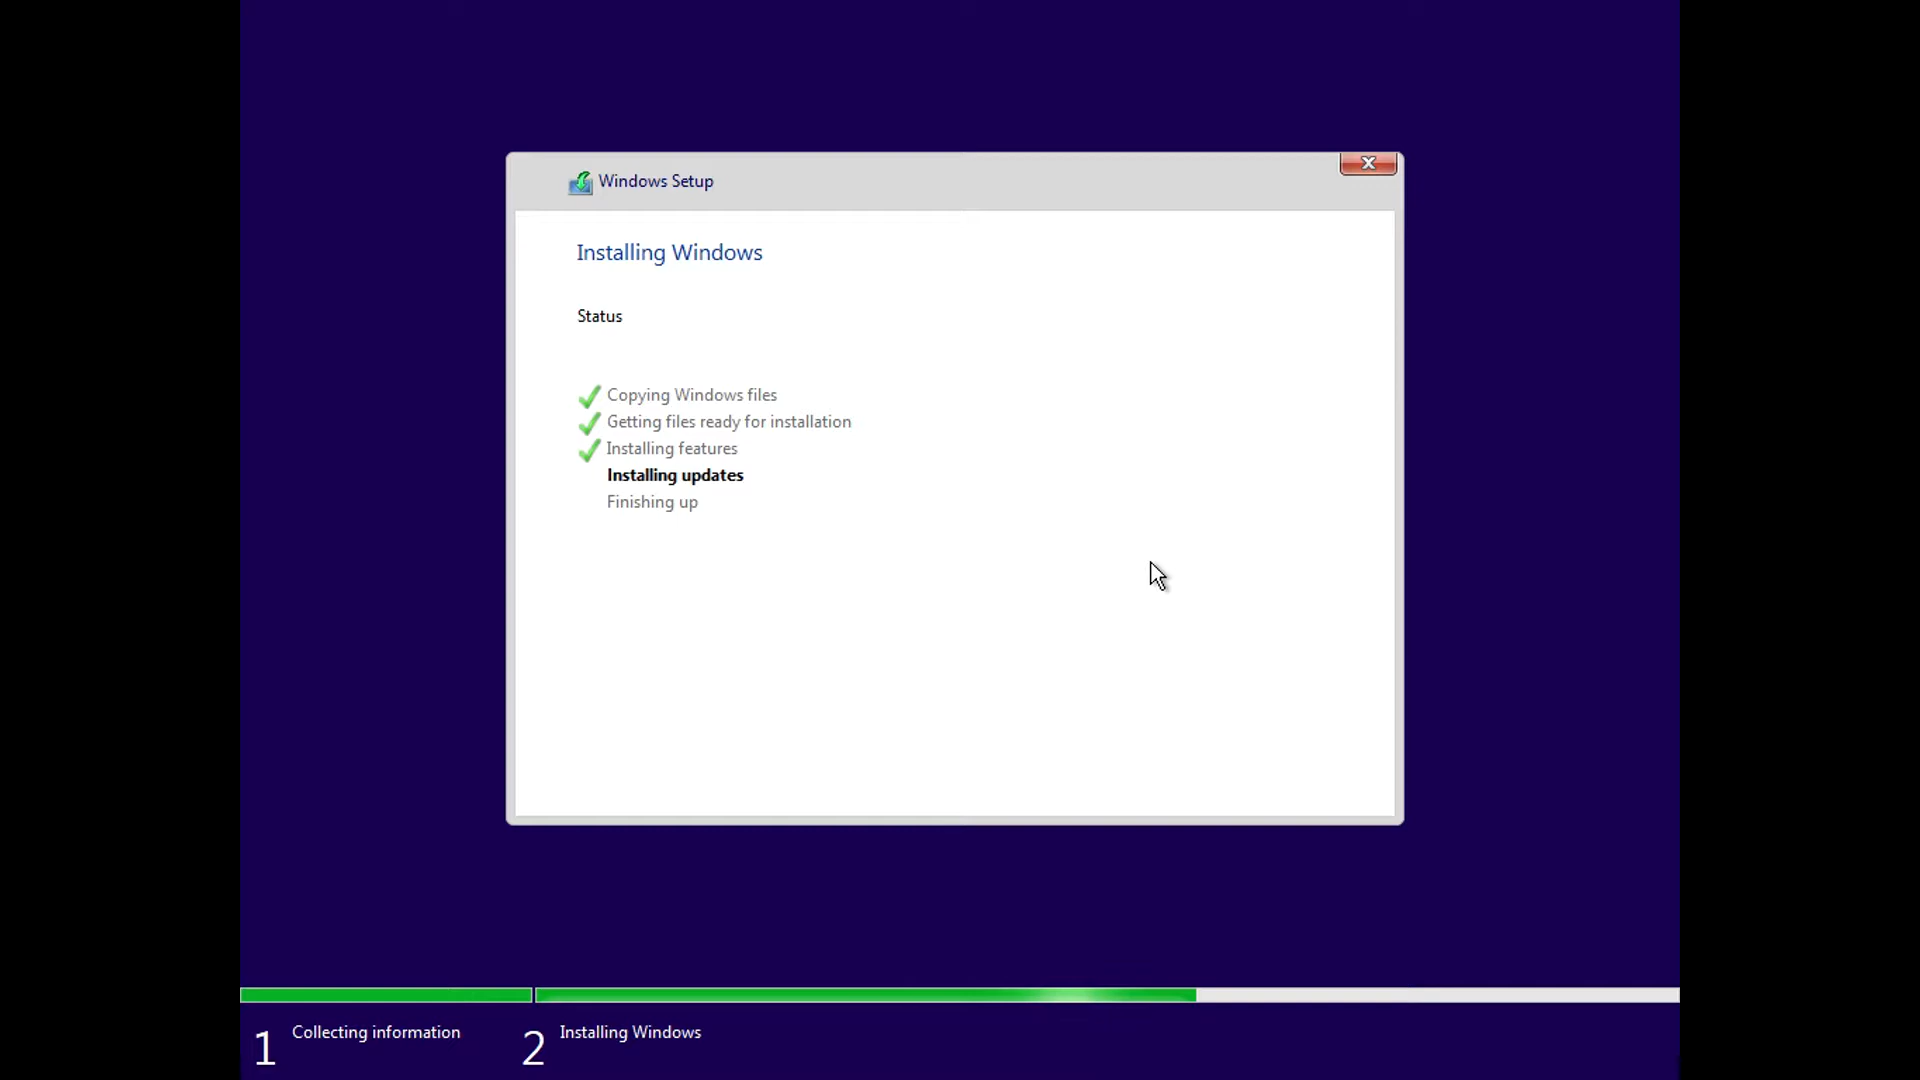 Windows Setup
Installing Windows
Status
Copying Windows files
Getting files ready for installation
Installing features
Installing updates
Finishing up
1 Collecting information
2 Installing Windows